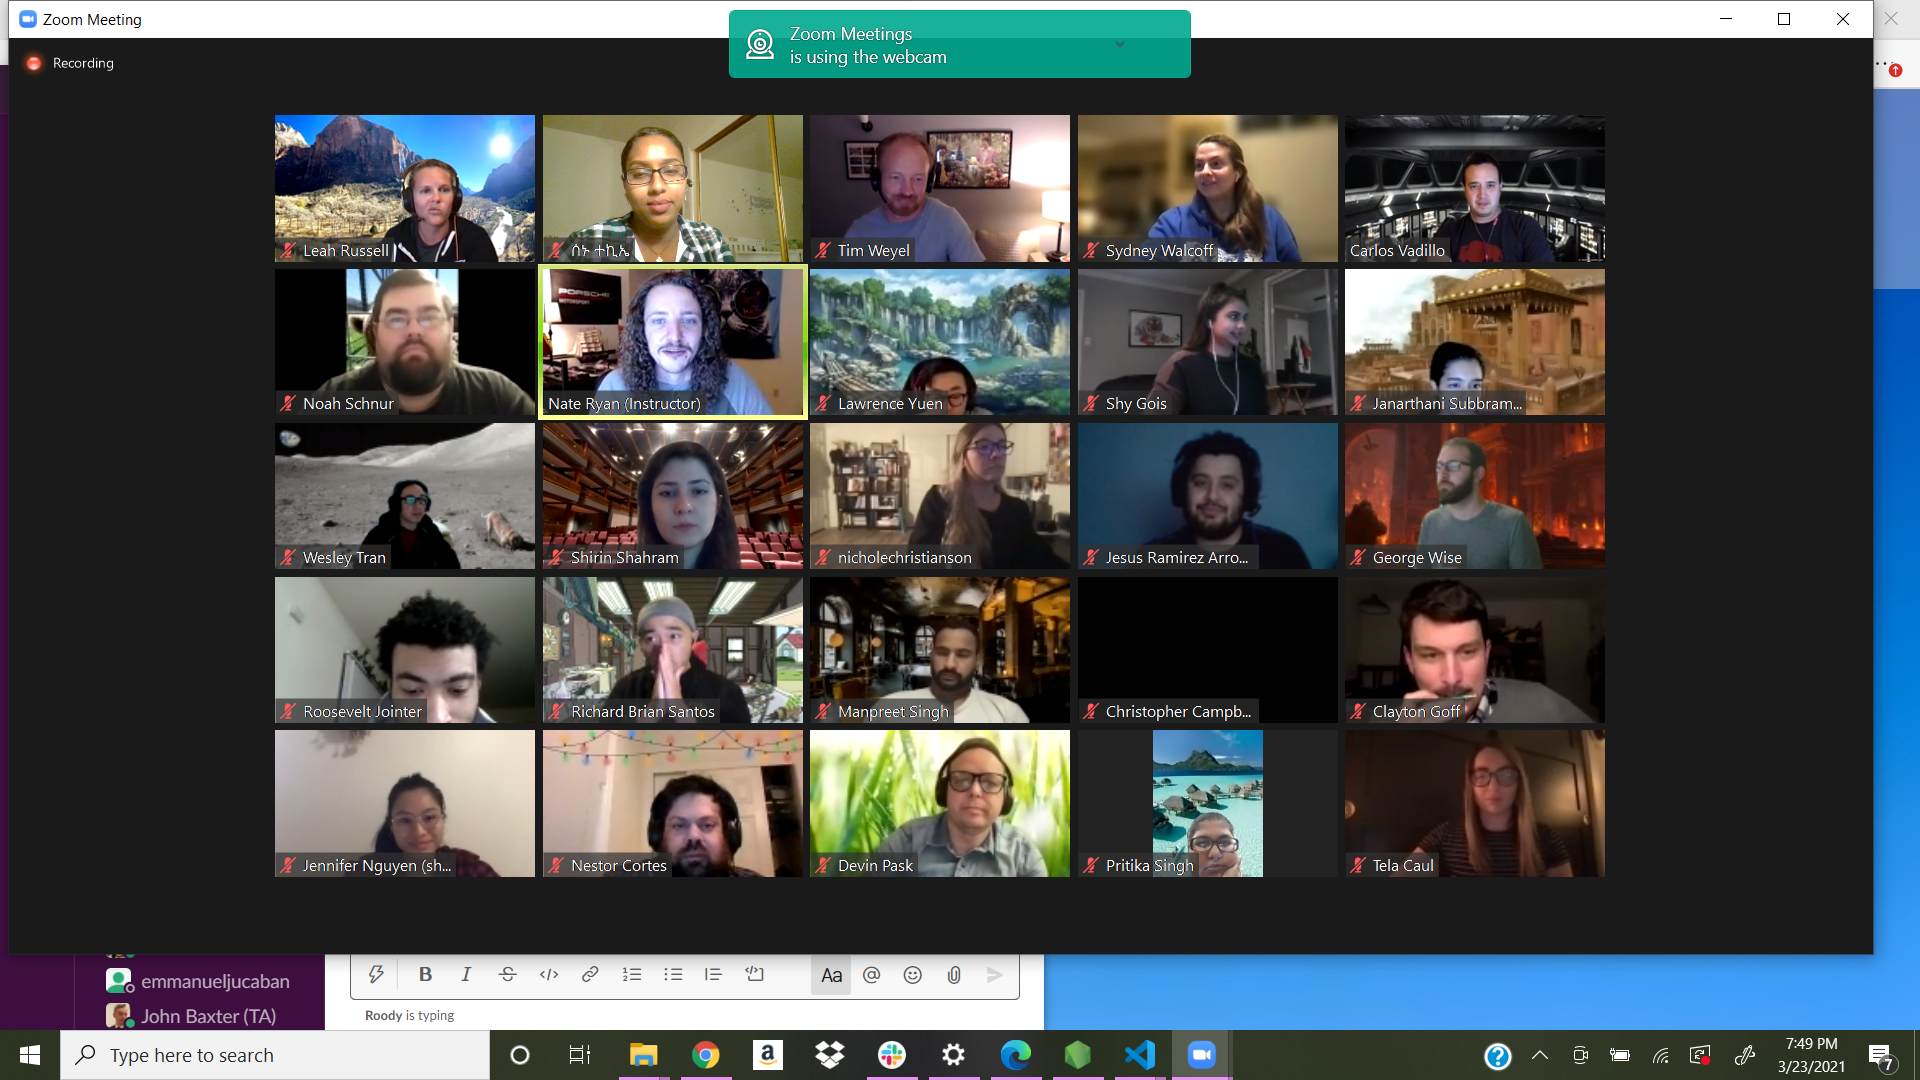 Zoom Meeting
Zoom Meetings
is using the webcam
Recording
Leah Russell
ሰኑ ተኪኤ
Tim Weyel
Sydney Walcoff
Carlos Vadillo
PORSCHE
MOTORSPORT
Noah Schnur
Nate Ryan (Instructor)
Lawrence Yuen
Shy Gois
Janarthani Subbram...
Wesley Tran
Shirin Shahram
nicholechristianson
Jesus Ramirez Arro...
George Wise
Roosevelt Jointer
Richard Brian Santos
Manpreet Singh
Christopher Campb...
Clayton Goff
Jennifer Nguyen (sh...
Nestor Cortes
Devin Pask
Pritika Singh
Tela Caul
emmanueljucaban
John Baxter (TA)
B I S Aa @
Roody is typing
Type here to search
7:49 PM
3/23/2021
7